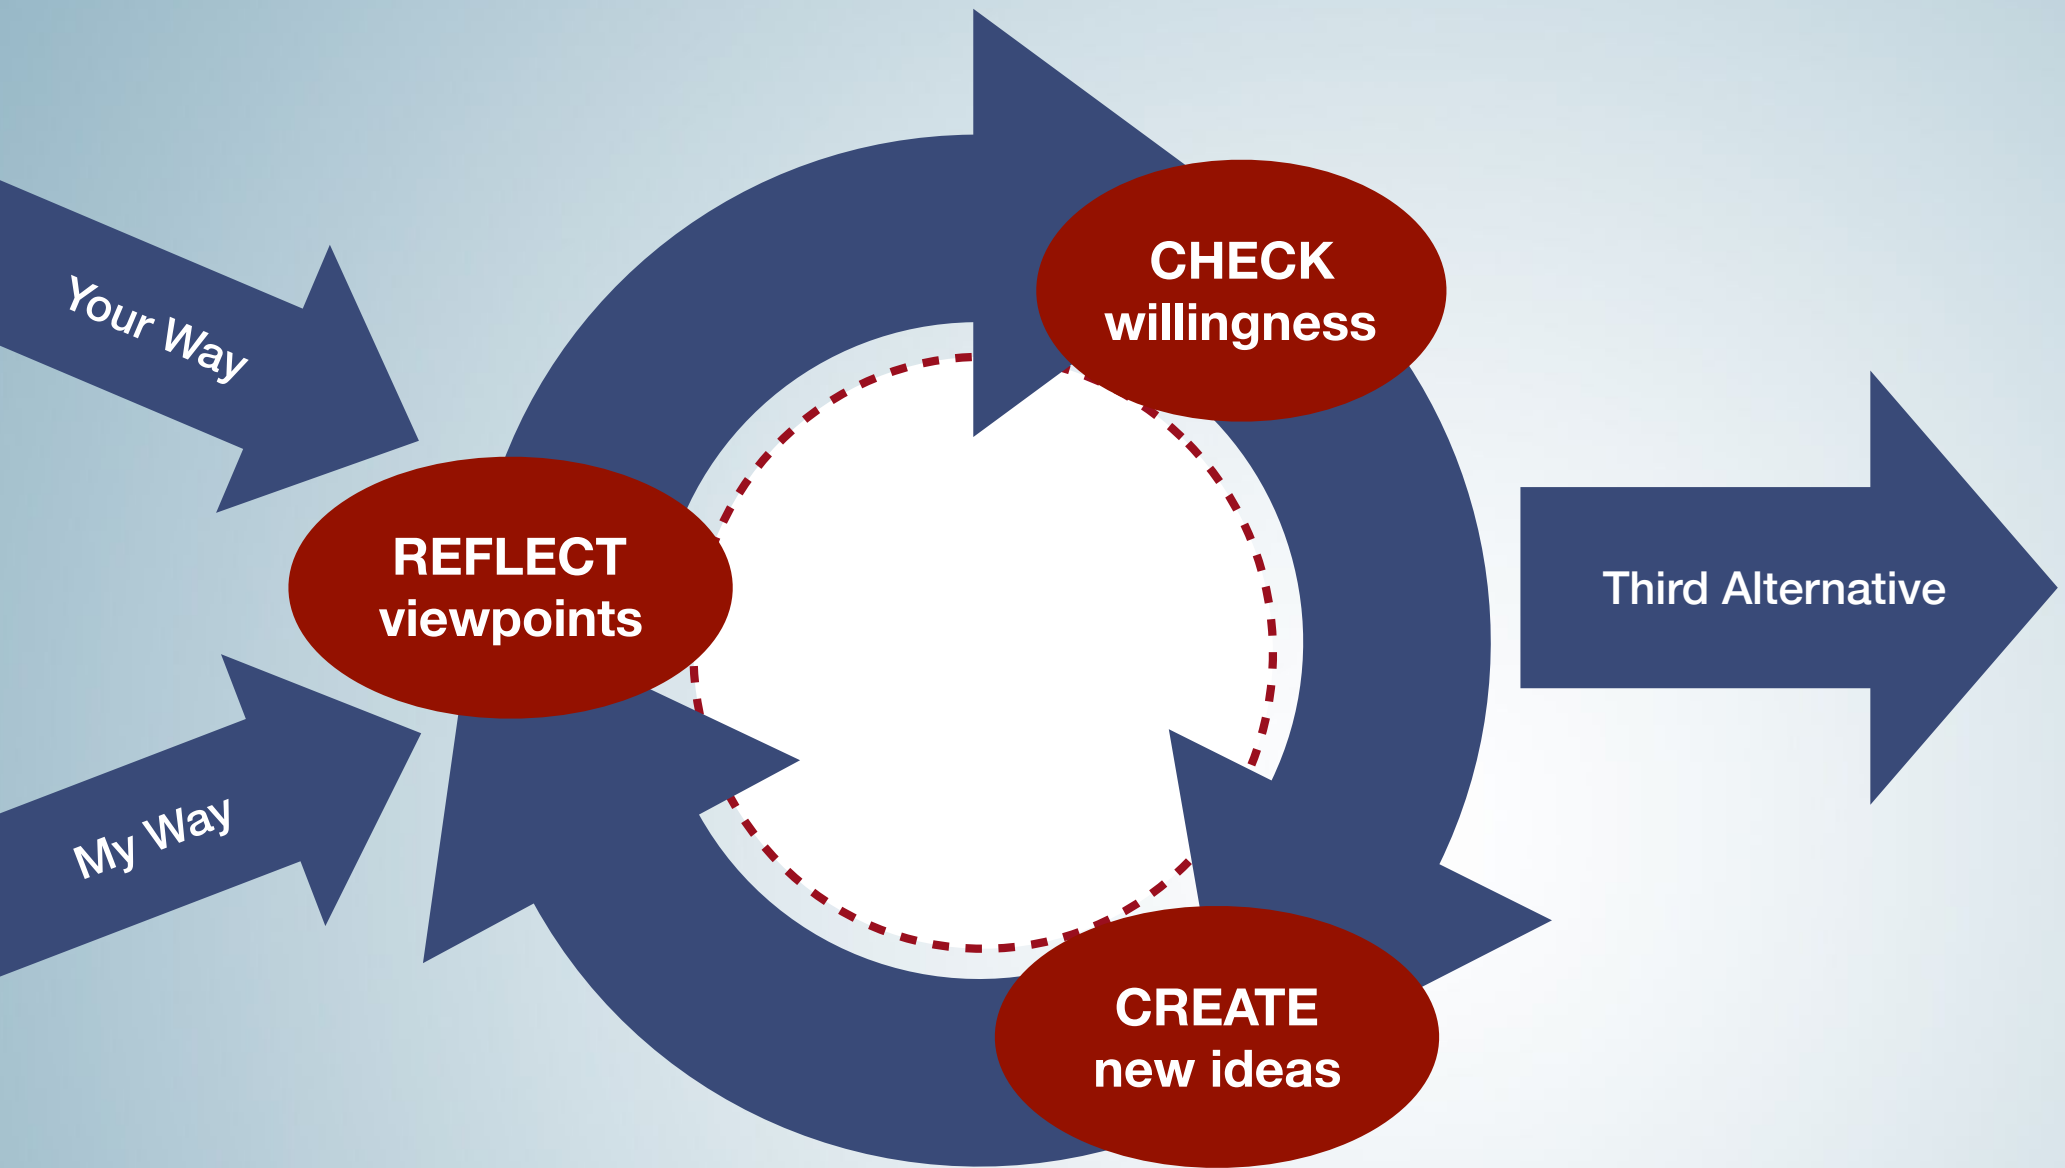 Your Way
My Way
REFLECT
viewpoints
CHECK
willingness
CREATE
new ideas
Third Alternative